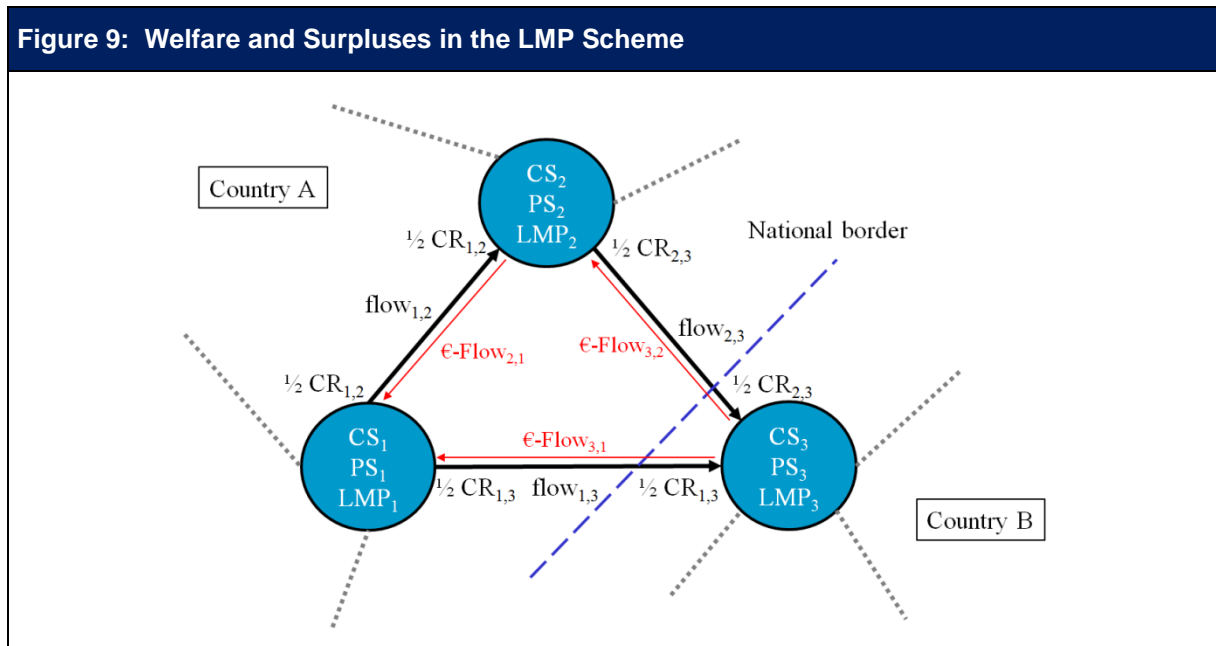 Figure 9: Welfare and Surpluses in the LMP Scheme
CS₂
PS₂
LMP₂
Country A
½ CR₁,₂
½ CR₂,₃
National border
flow₁,₂
€-Flow₂,₁
€-Flow₃,₂
flow₂,₃
½ CR₁,₂
½ CR₂,₃
CS₁
PS₁
LMP₁
€-Flow₃,₁
½ CR₁,₃
flow₁,₃
½ CR₁,₃
CS₃
PS₃
LMP₃
Country B